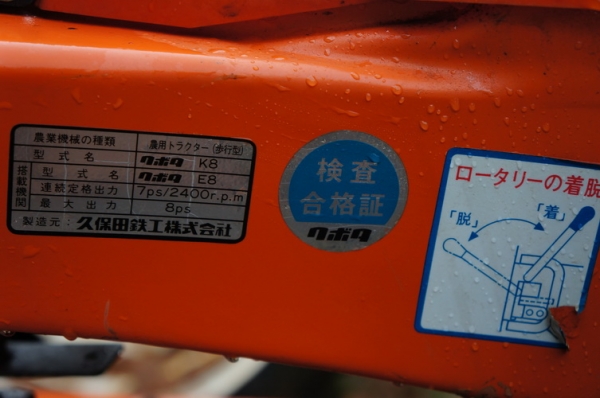 農業機械の種類 農用トラクター(歩行型)
型式名 クボタ K8
搭載機関
型式名 クボタ E8
連続定格出力 7ps/2400r.p.m
最大出力 8ps
製造元:久保田鉄工株式会社
検査
合格証
クボタ
ロータリーの着脱
「脱」 「着」